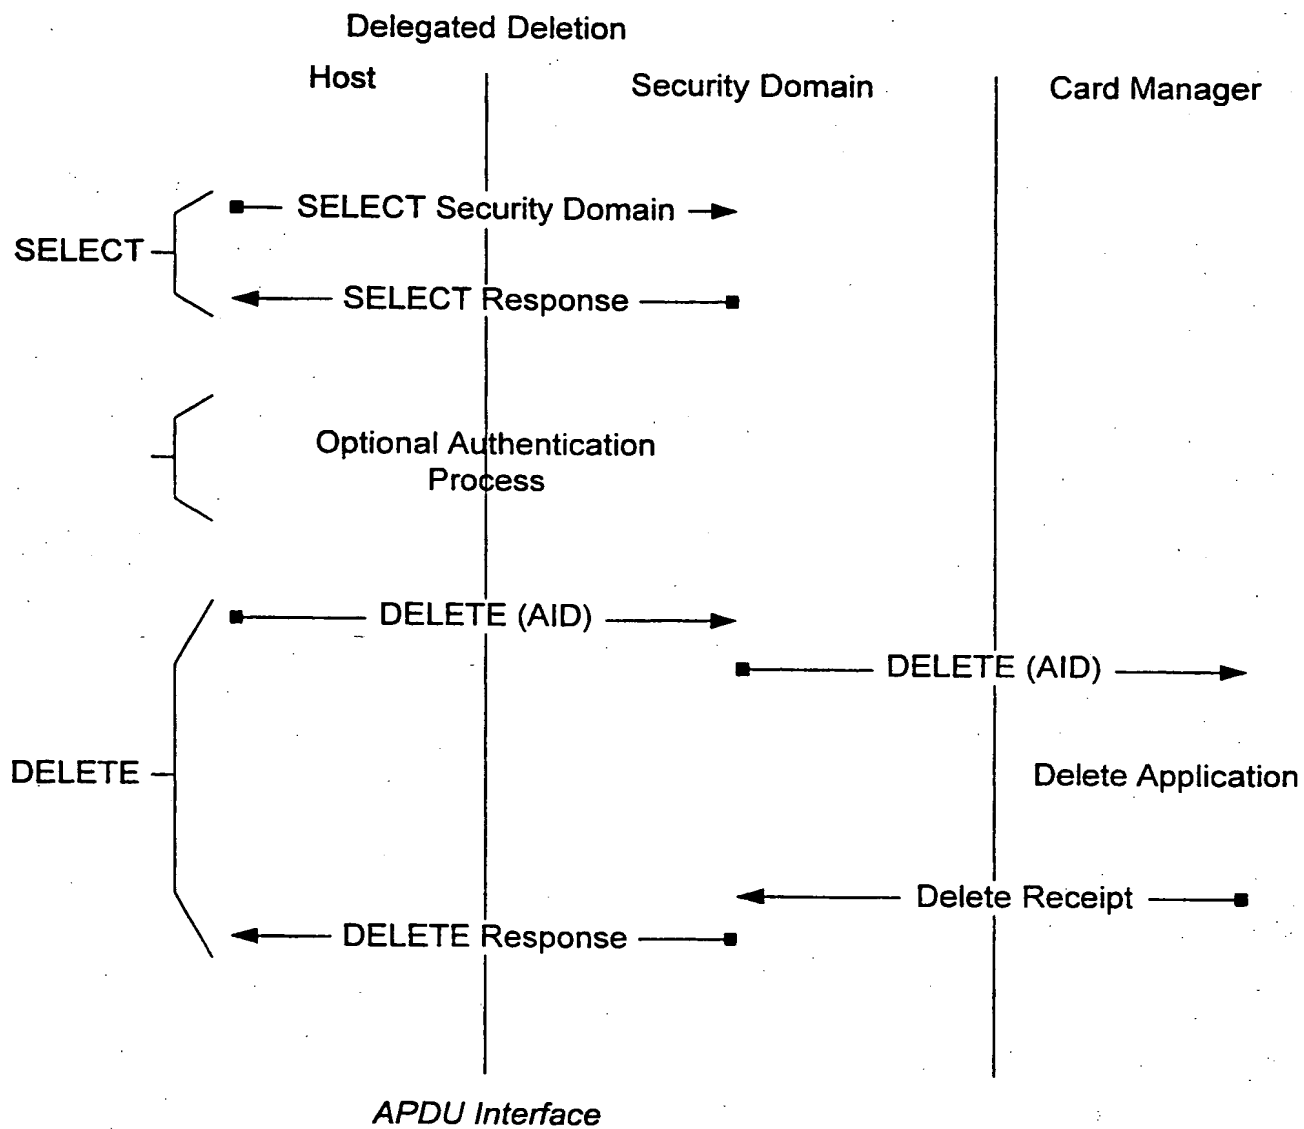 Delegated Deletion
Host
Security Domain
Card Manager
SELECT Security Domain
SELECT
SELECT Response
Optional Authentication
Process
DELETE (AID)
DELETE (AID)
DELETE
Delete Application
Delete Receipt
DELETE Response
APDU Interface